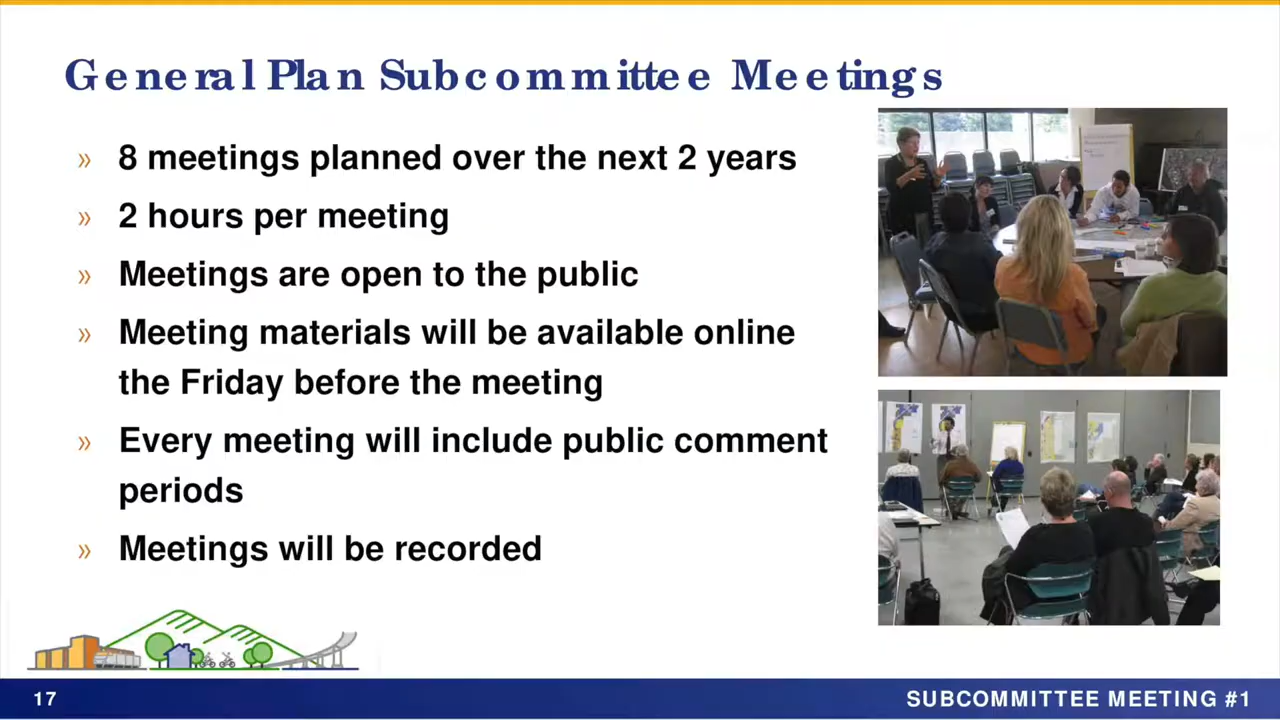 General Plan Subcommittee Meetings
» 8 meetings planned over the next 2 years
» 2 hours per meeting
» Meetings are open to the public
» Meeting materials will be available online
the Friday before the meeting
» Every meeting will include public comment
periods
» Meetings will be recorded
17
SUBCOMMITTEE MEETING #1